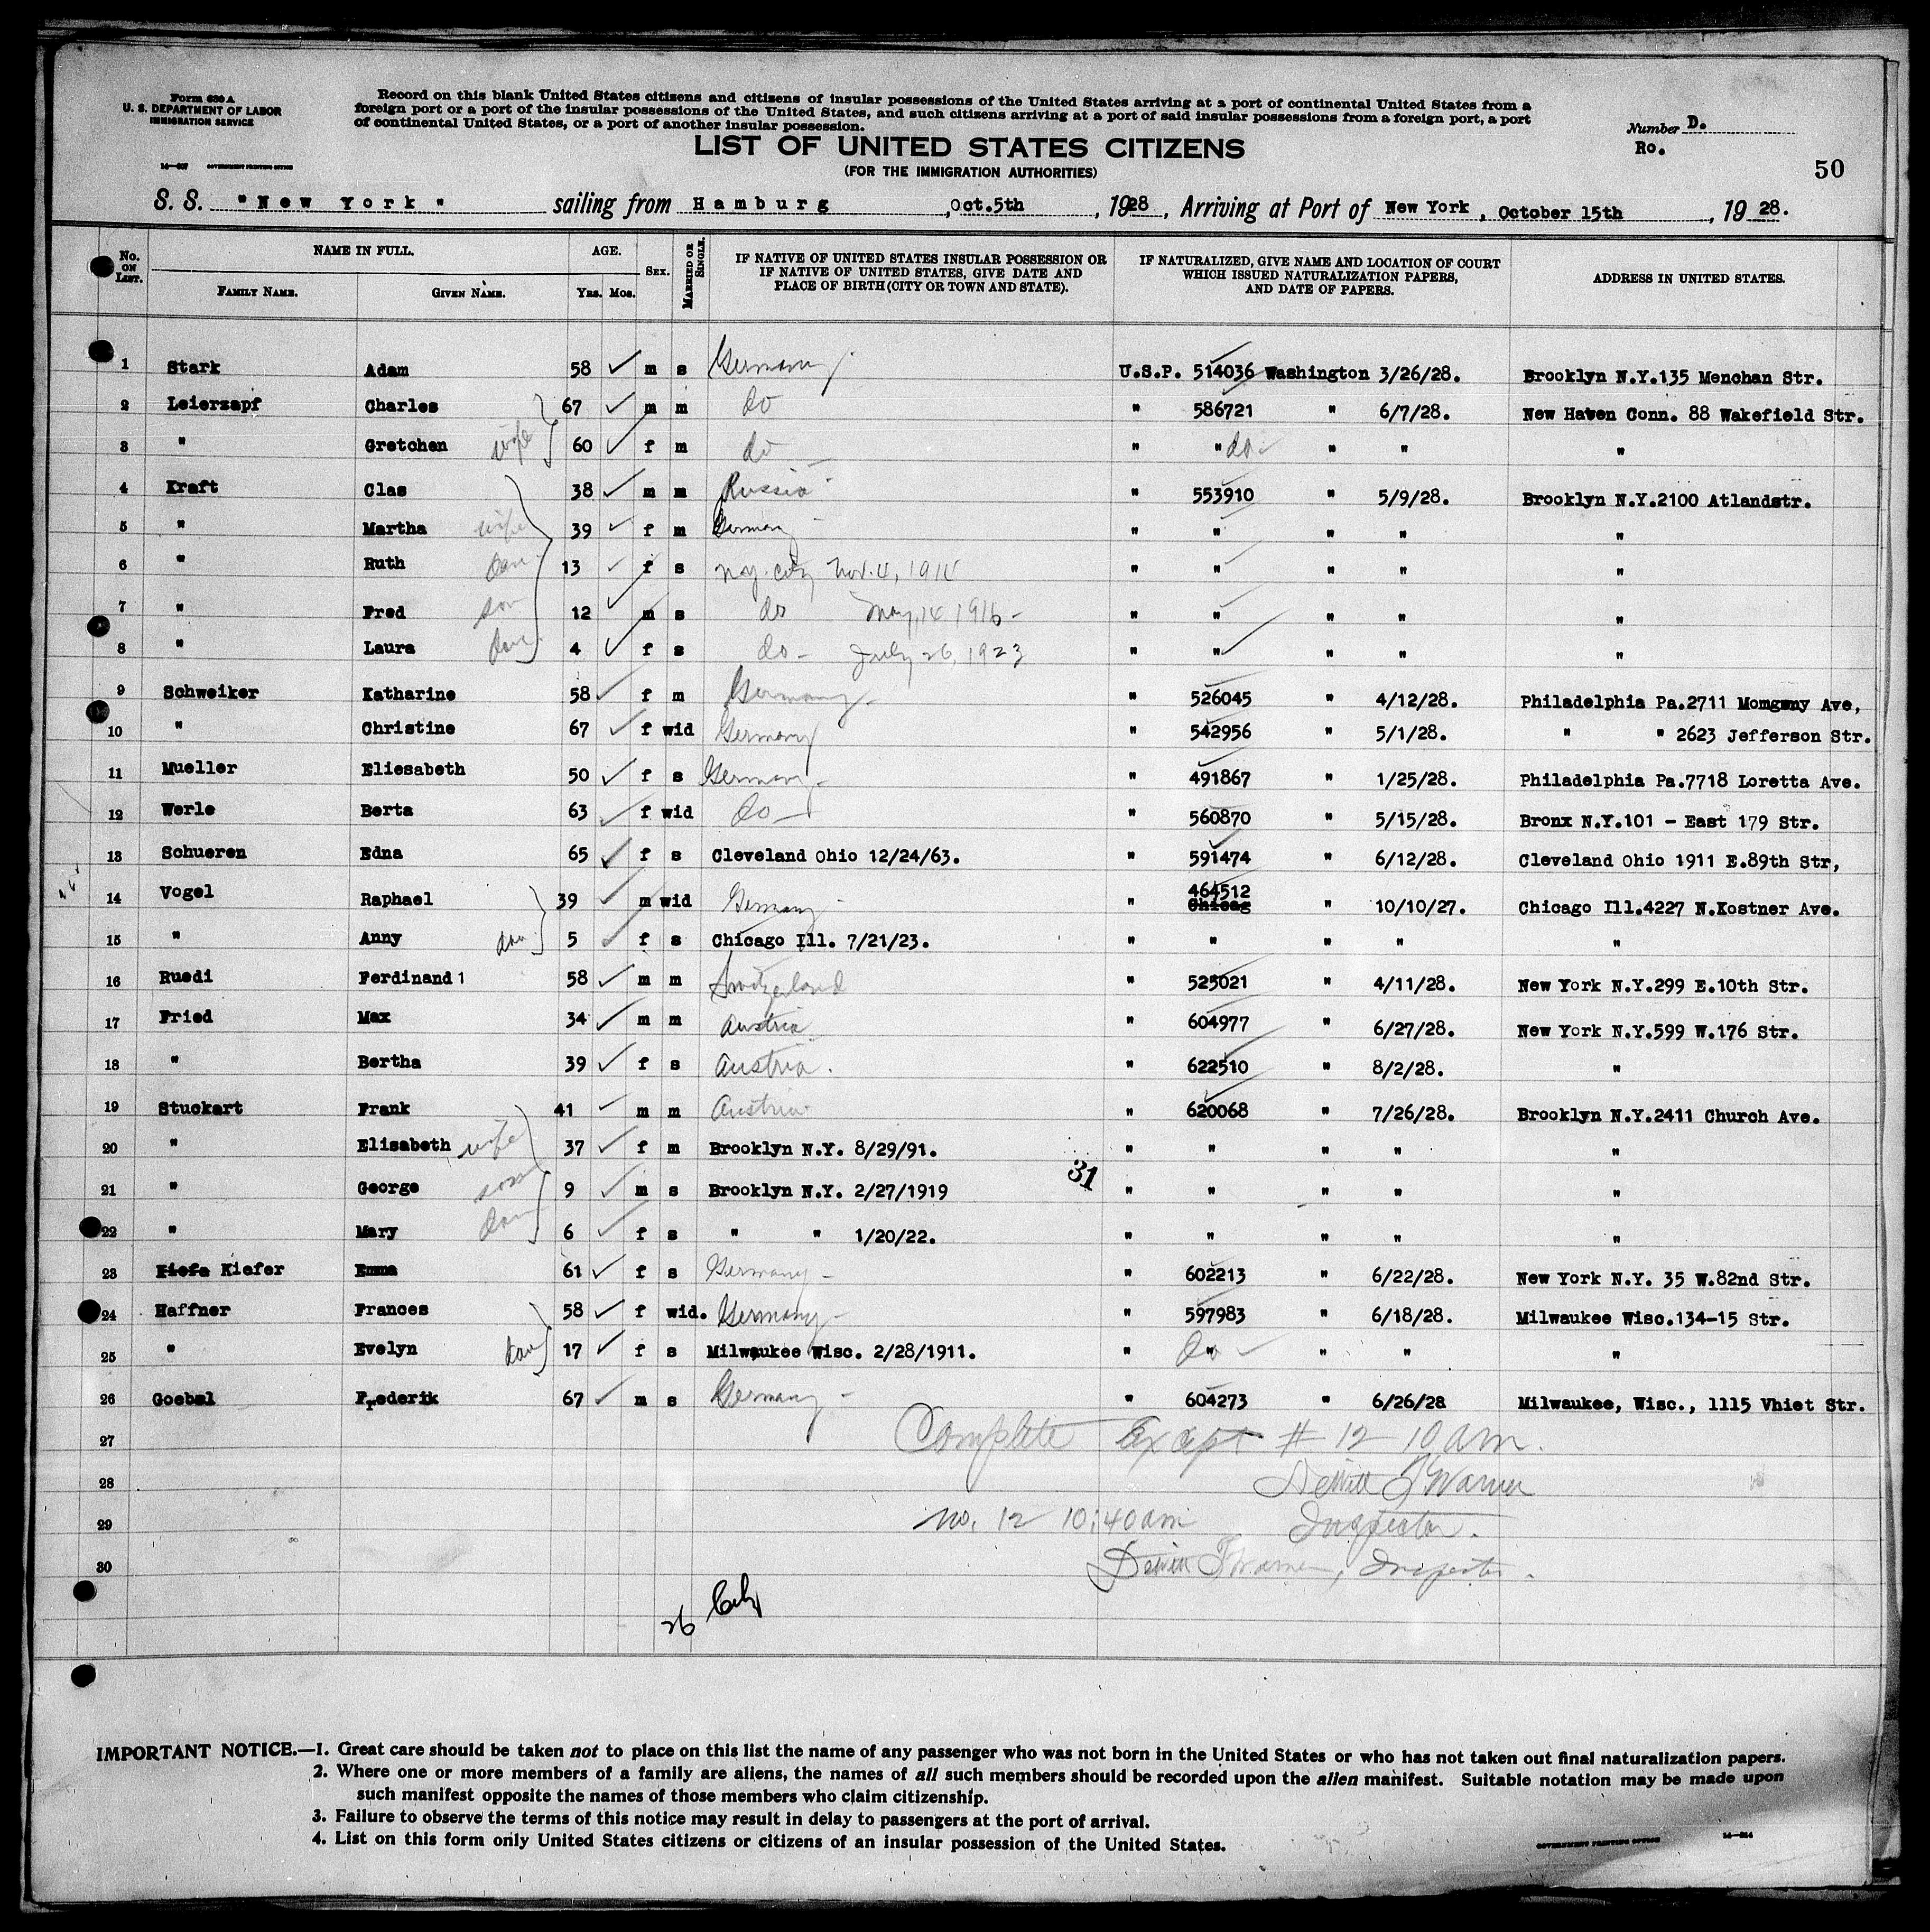 Form 630 A
U. S. DEPARTMENT OF LABOR
IMMIGRATION SERVICE
14—627 GOVERNMENT PRINTING OFFICE
Record on this blank United States citizens and citizens of insular possessions of the United States arriving at a port of continental United States from a
foreign port or a port of the insular possessions of the United States, and such citizens arriving at a port of said insular possessions from a foreign port, a port
of continental United States, or a port of another insular possession.
Number D.
Ro.
50
LIST OF UNITED STATES CITIZENS
(FOR THE IMMIGRATION AUTHORITIES)
S. S. "New York" sailing from Hamburg, Oct.5th, 1928, Arriving at Port of New York, October 15th, 19 28.
No. ON LIST. NAME IN FULL. FAMILY NAME. GIVEN NAME. AGE. YRS. MOS. SEX. MARRIED OR SINGLE. IF NATIVE OF UNITED STATES INSULAR POSSESSION OR IF NATIVE OF UNITED STATES, GIVE DATE AND PLACE OF BIRTH (CITY OR TOWN AND STATE). IF NATURALIZED, GIVE NAME AND LOCATION OF COURT WHICH ISSUED NATURALIZATION PAPERS, AND DATE OF PAPERS. ADDRESS IN UNITED STATES.
1 Stark Adam 58 m s Germany U.S.P. 514036 Washington 3/26/28. Brooklyn N.Y.135 Menchan Str.
2 Leierzapf Charles 67 m m do " 586721 " 6/7/28. New Haven Conn. 88 Wakefield Str.
3 " Gretchen wife 60 f m do " " do " " "
4 Kraft Clas 38 m m Russia " 553910 " 5/9/28. Brooklyn N.Y.2100 Atlandstr.
5 " Martha wife 39 f m Germany " " " " "
6 " Ruth dau 13 f s N.Y. City Nov. 4, 1914 " " " " "
7 " Fred son 12 m s do May 14 1916 " " " " "
8 " Laura dau 4 f s do July 26, 1923 " " " " "
9 Schweiker Katharine 58 f m Germany " 526045 " 4/12/28. Philadelphia Pa.2711 Momgwny Ave,
10 " Christine 67 f wid Germany " 542956 " 5/1/28. " " 2623 Jefferson Str.
11 Mueller Eliesabeth 50 f s Germany " 491867 " 1/25/28. Philadelphia Pa.7718 Loretta Ave.
12 Werle Berta 63 f wid do " 560870 " 5/15/28. Bronx N.Y.101 - East 179 Str.
13 Schueren Edna 65 f s Cleveland Ohio 12/24/63. " 591474 " 6/12/28. Cleveland Ohio 1911 E.89th Str,
14 Vogel Raphael 39 m wid Germany " 464512 Chicag " 10/10/27. Chicago Ill.4227 N.Kostner Ave.
15 " Anny dau 5 f s Chicago Ill. 7/21/23. " " " " "
16 Ruedi Ferdinand 1 58 m m Switzerland " 525021 " 4/11/28. New York N.Y.299 E.10th Str.
17 Fried Max 34 m m Austria " 604977 " 6/27/28. New York N.Y.599 W.176 Str.
18 " Bertha 39 f s Austria. " 622510 " 8/2/28. "
19 Stuckart Frank 41 m m Austria " 620068 " 7/26/28. Brooklyn N.Y.2411 Church Ave.
20 " Elisabeth wife 37 f m Brooklyn N.Y. 8/29/91. " " " " "
31
21 " George son 9 m s Brooklyn N.Y. 2/27/1919 " " " " "
22 " Mary dau 6 f s " " 1/20/22. " " " " "
23 Kiefe Kiefer Emma 61 f s Germany " 602213 " 6/22/28. New York N.Y. 35 W.82nd Str.
24 Haffner Frances 58 f wid. Germany " 597983 " 6/18/28. Milwaukee Wisc.134-15 Str.
25 " Evelyn dau 17 f s Milwaukee Wisc. 2/28/1911. " Do " " " "
26 Goebel Frederik 67 m s Germany " 604273 " 6/26/28 Milwaukee, Wisc., 1115 Vhiet Str.
27 Complete Except # 12 10 am.
28 Dewitt T Warner
29 no. 12 10:40 am Inspector.
30 Dewitt T Warner, Inspector.
26
IMPORTANT NOTICE.—1. Great care should be taken not to place on this list the name of any passenger who was not born in the United States or who has not taken out final naturalization papers.
2. Where one or more members of a family are aliens, the names of all such members should be recorded upon the alien manifest. Suitable notation may be made upon
such manifest opposite the names of those members who claim citizenship.
3. Failure to observe the terms of this notice may result in delay to passengers at the port of arrival.
4. List on this form only United States citizens or citizens of an insular possession of the United States.
GOVERNMENT PRINTING OFFICE 14—214